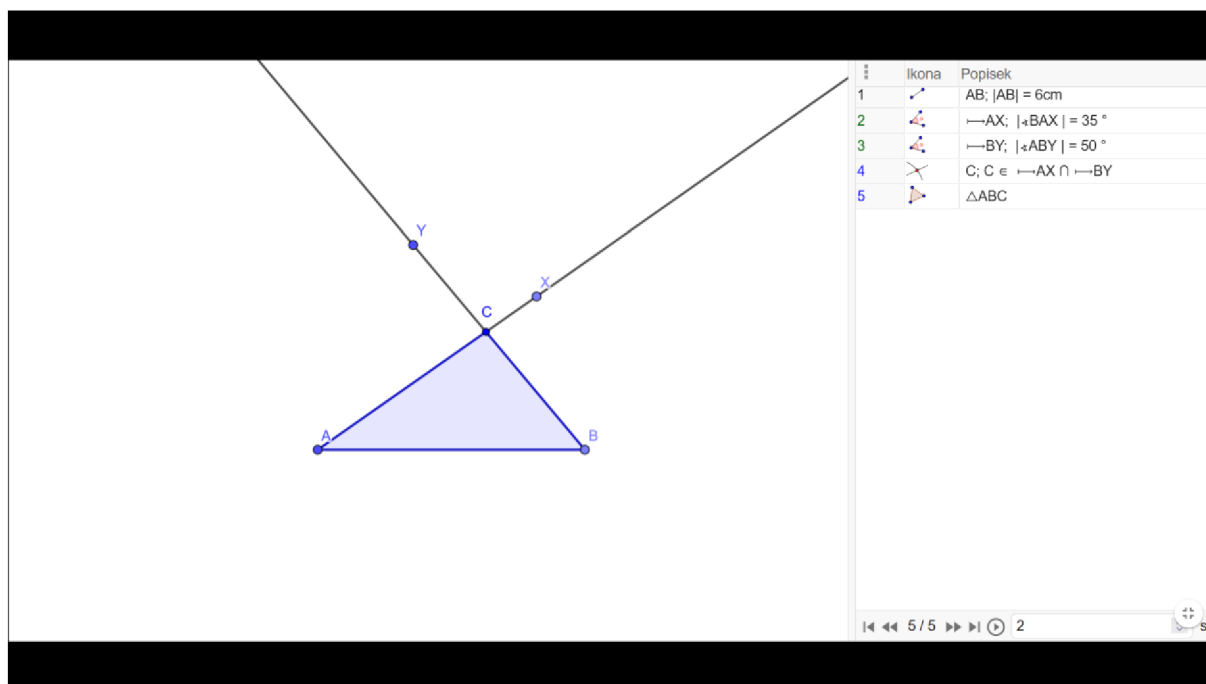 Y
X
C
A
B
Ikona Popisek
1 AB; |AB| = 6cm
2 ↦AX; |∢BAX | = 35 °
3 ↦BY; |∢ABY | = 50 °
4 C; C ∈ ↦AX ∩ ↦BY
5 △ABC
5 / 5 2 s